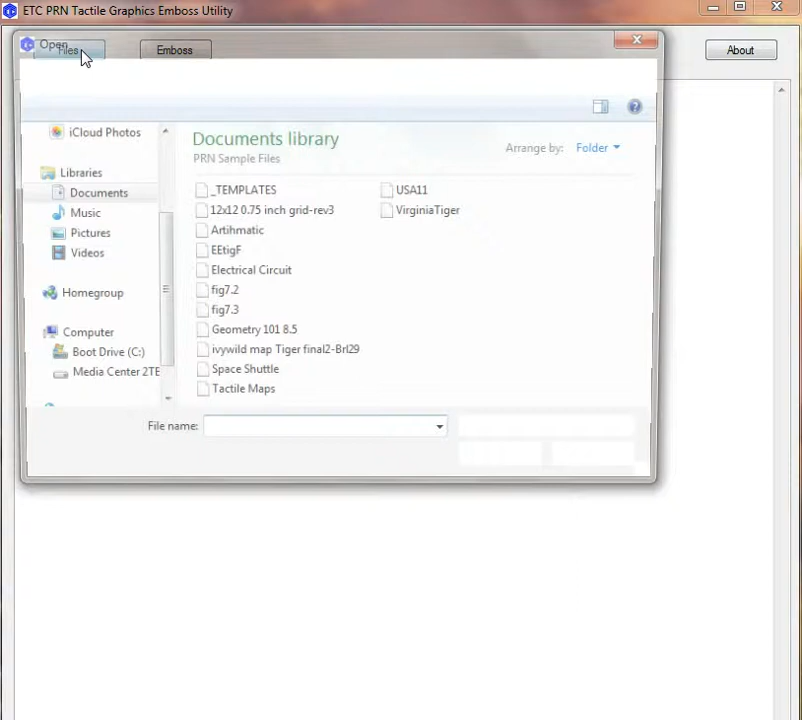 ETC PRN Tactile Graphics Emboss Utility
Open
Files
Emboss
About
iCloud Photos
Libraries
Documents
Music
Pictures
Videos
Homegroup
Computer
Boot Drive (C:)
Media Center 2TE
Documents library
PRN Sample Files
Arrange by: Folder
_TEMPLATES
12x12 0.75 inch grid-rev3
Artihmatic
EEtigF
Electrical Circuit
fig7.2
fig7.3
Geometry 101 8.5
ivywild map Tiger final2-Brl29
Space Shuttle
Tactile Maps
USA11
VirginiaTiger
File name: